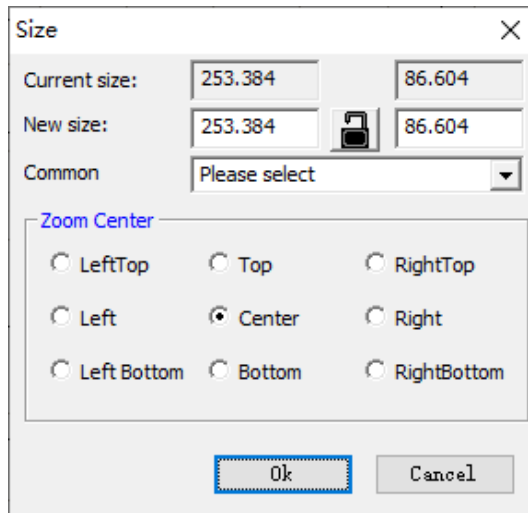 Size
Current size: 253.384 86.604
New size: 253.384 86.604
Common Please select
Zoom Center
LeftTop Top RightTop
Left Center Right
Left Bottom Bottom RightBottom
Ok Cancel